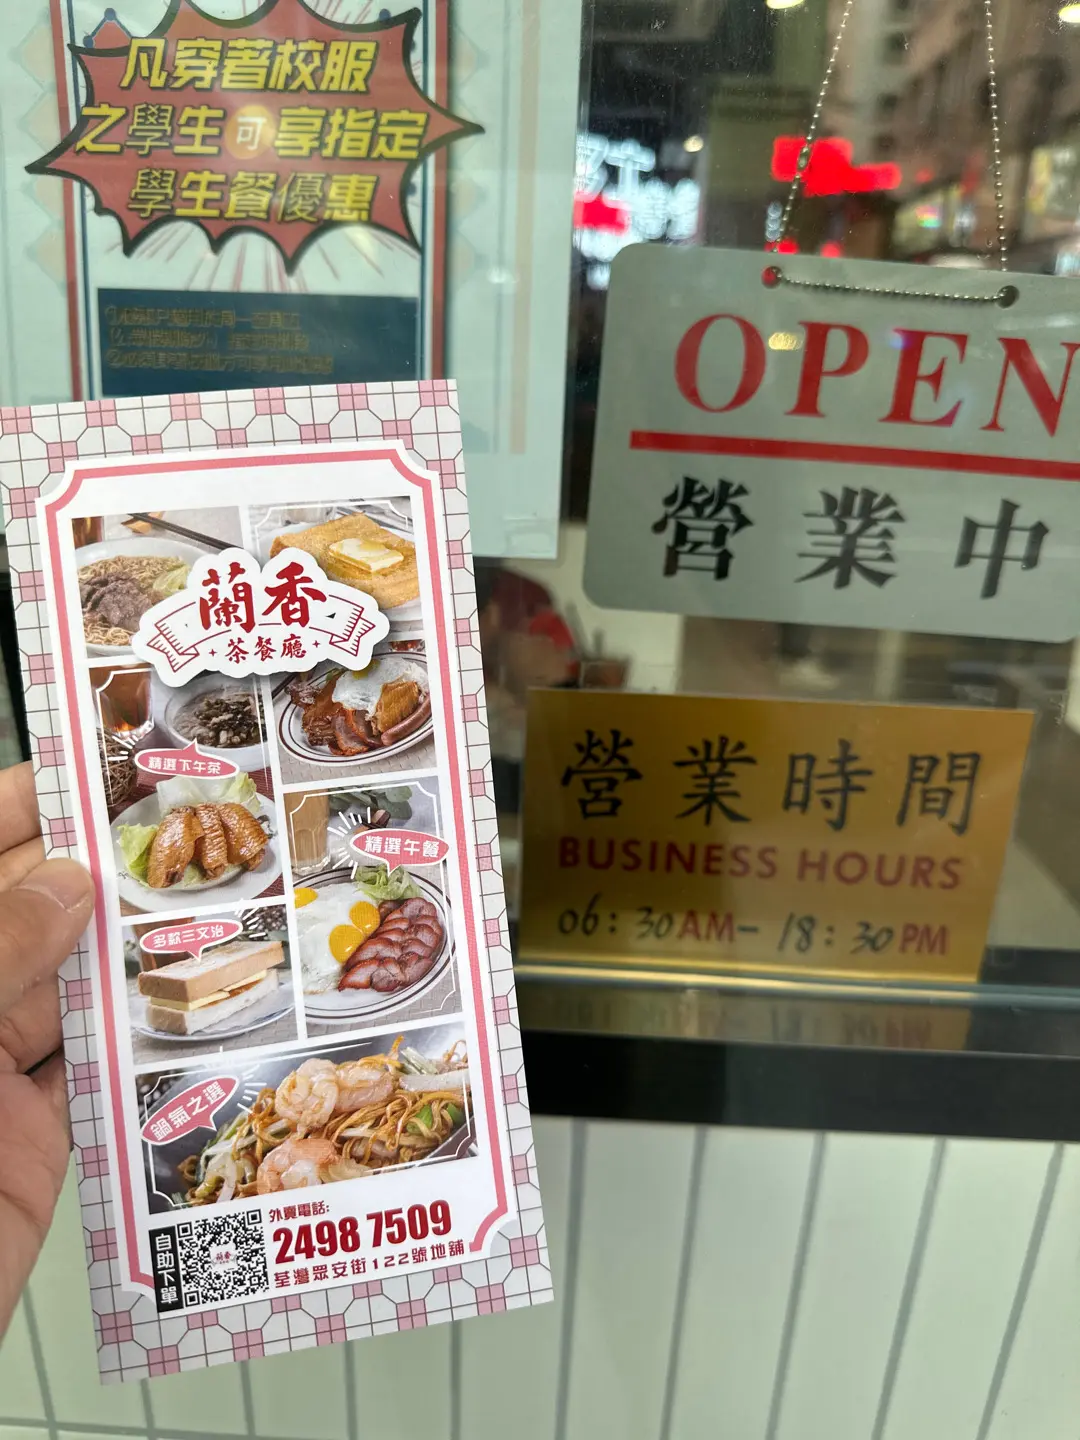 凡穿著校服
之學生可享指定
學生餐優惠
OPEN
營業中
營業時間
BUSINESS HOURS
06:30AM-18:30PM
蘭香
茶餐廳
精選下午茶
精選午餐
多款三文治
鍋氣之選
自助下單
外賣電話:
2498 7509
荃灣眾安街122號地舖